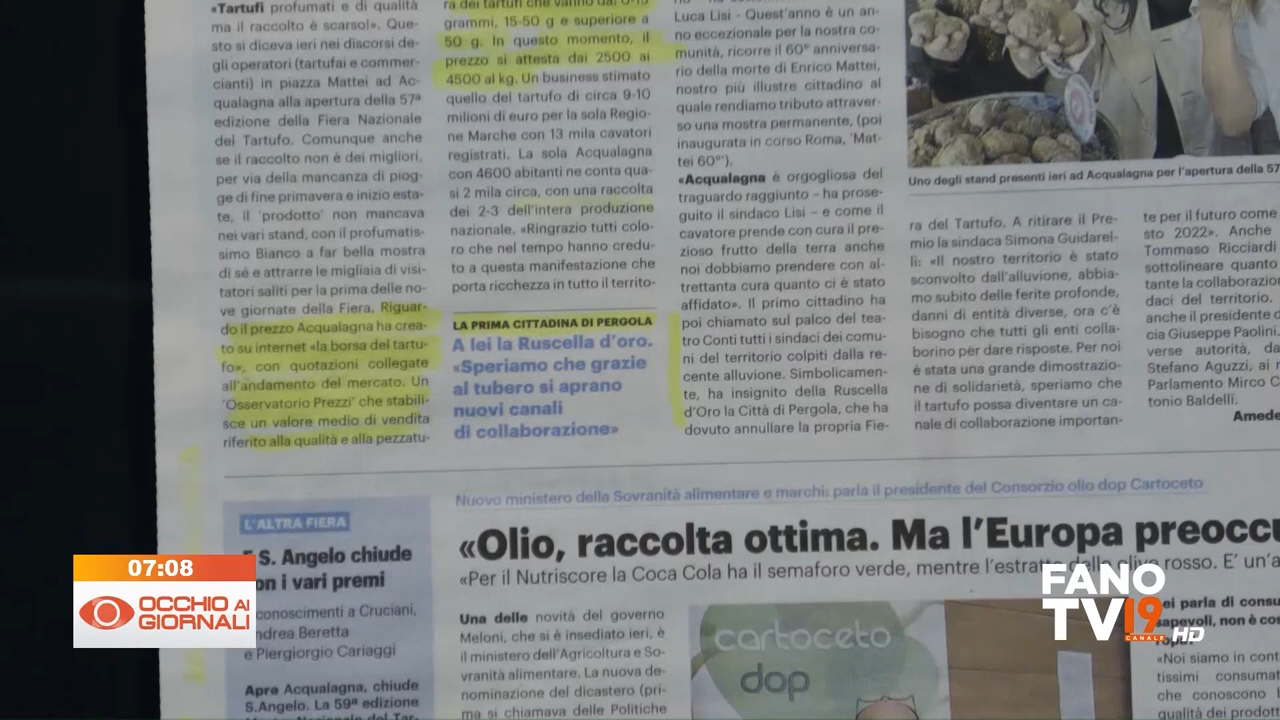 «Tartufi profumati e di qualità
ma il raccolto è scarso!». Que-
sto si diceva ieri nei discorsi de-
gli operatori (tartufai e commer-
cianti) in piazza Mattei ad Ac-
qualagna alla apertura della 57ª
edizione della Fiera Nazionale
del Tartufo. Comunque anche
se il raccolto non è dei migliori,
per via della mancanza di piog-
ge di fine primavera e inizio esta-
te, il 'prodotto' non mancava
nei vari stand, con il profumatis-
simo Bianco a far bella mostra
di sé e attrarre le migliaia di visi-
tatori saliti per la prima delle no-
ve giornate della Fiera. Riguar-
do il prezzo Acqualagna ha crea-
to su internet «la borsa del tartu-
fo», con quotazioni collegate
all'andamento del mercato. Un
'Osservatorio Prezzi' che stabili-
sce un valore medio di vendita
riferito alla qualità e alla pezzatu-
ra dei tartufi che vanno da: 0-15
grammi, 15-50 g e superiore a
50 g. In questo momento, il
prezzo si attesta dai 2500 ai
4500 al kg. Un business stimato
quello del tartufo di circa 9-10
milioni di euro per la sola Regio-
ne Marche con 13 mila cavatori
registrati. La sola Acqualagna
con 4600 abitanti ne conta qua-
si 2 mila circa, con una raccolta
dei 2-3 dell'intera produzione
nazionale. «Ringrazio tutti colo-
ro che nel tempo hanno credu-
to a questa manifestazione che
porta ricchezza in tutto il territo-
LA PRIMA CITTADINA DI PERGOLA
A lei la Ruscella d'oro.
«Speriamo che grazie
al tubero si aprano
nuovi canali
di collaborazione»
Luca Lisi - Quest'anno è un an-
no eccezionale per la nostra co-
munità, ricorre il 60° anniversa-
rio della morte di Enrico Mattei,
nostro più illustre cittadino al
quale rendiamo tributo attraver-
so una mostra permanente, (poi
inaugurata in corso Roma, 'Mat-
tei 60°').
«Acqualagna è orgogliosa del
traguardo raggiunto – ha prose-
guito il sindaco Lisi – e come il
cavatore prende con cura il pre-
zioso frutto della terra anche
noi dobbiamo prendere con al-
trettanta cura quanto ci è stato
affidato». Il primo cittadino ha
poi chiamato sul palco del tea-
tro Conti tutti i sindaci dei comu-
ni del territorio colpiti dalla re-
cente alluvione. Simbolicamen-
te, ha insignito della Ruscella
d'Oro la Città di Pergola, che ha
dovuto annullare la propria Fie-
Uno degli stand presenti ieri ad Acqualagna per l'apertura della 57
ra del Tartufo. A ritirare il Pre-
mio la sindaca Simona Guidarel-
li: «Il nostro territorio è stato
sconvolto dall'alluvione, abbia-
mo subito delle ferite profonde,
danni di entità diverse, ora c'è
bisogno che tutti gli enti colla-
borino per dare risposte. Per noi
è stata una grande dimostrazio-
ne di solidarietà, speriamo che
il tartufo possa diventare un ca-
nale di collaborazione importan-
te per il futuro come
sto 2022». Anche
Tommaso Ricciardi
sottolineare quanto
tante la collaborazion
daci del territorio.
anche il presidente d
cia Giuseppe Paolini
verse autorità, da
Stefano Aguzzi, ai
Parlamento Mirco C
tonio Baldelli.
Amede
L'ALTRA FIERA
S. Angelo chiude
on i vari premi
conoscimenti a Cruciani,
ndrea Beretta
e Piergiorgio Cariaggi
Apre Acqualagna, chiude
S.Angelo. La 59ª edizione
Nuovo ministero della Sovranità alimentare e marchi: parla il presidente del Consorzio olio dop Cartoceto
«Olio, raccolta ottima. Ma l'Europa preoccu
«Per il Nutriscore la Coca Cola ha il semaforo verde, mentre l'estratto delle olive rosso. E' un'a
Una delle novità del governo
Meloni, che si è insediato ieri, è
il ministero dell'Agricoltura e So-
vranità alimentare. La nuova de-
nominazione del dicastero (pri-
ma si chiamava delle Politiche
cartoceto
dop
ei parla di consu
sapevoli, non è cos
«Noi siamo in cont
tissimi consumat
che conoscono
qualità dei prodott
07:08
OCCHIO AI
GIORNALI
FANO
TV19
CANALE HD